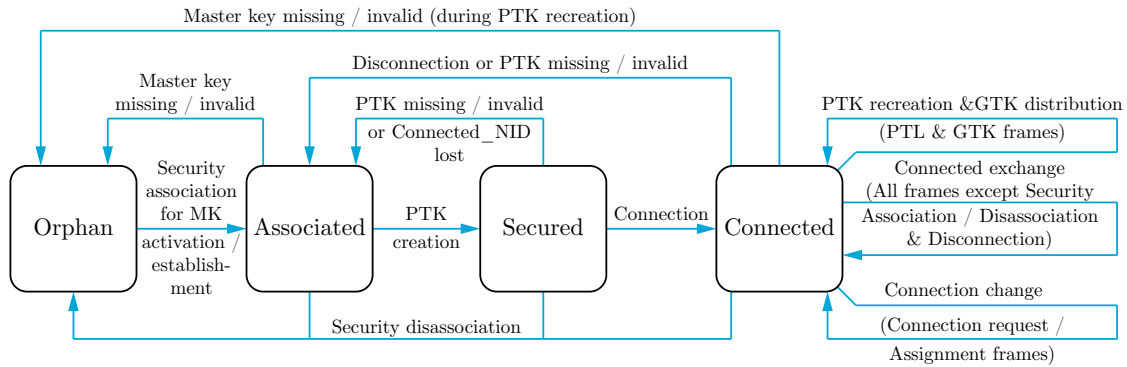 Master key missing / invalid (during PTK recreation)
Disconnection or PTK missing / invalid
Master key
missing / invalid
PTK missing / invalid
or Connected_NID
lost
PTK recreation &GTK distribution
(PTL & GTK frames)
Orphan
Security
association
for MK
activation /
establish-
ment
Associated
PTK
creation
Secured
Connection
Connected
Connected exchange
(All frames except Security
Association / Disassociation
& Disconnection)
Connection change
(Connection request /
Assignment frames)
Security disassociation